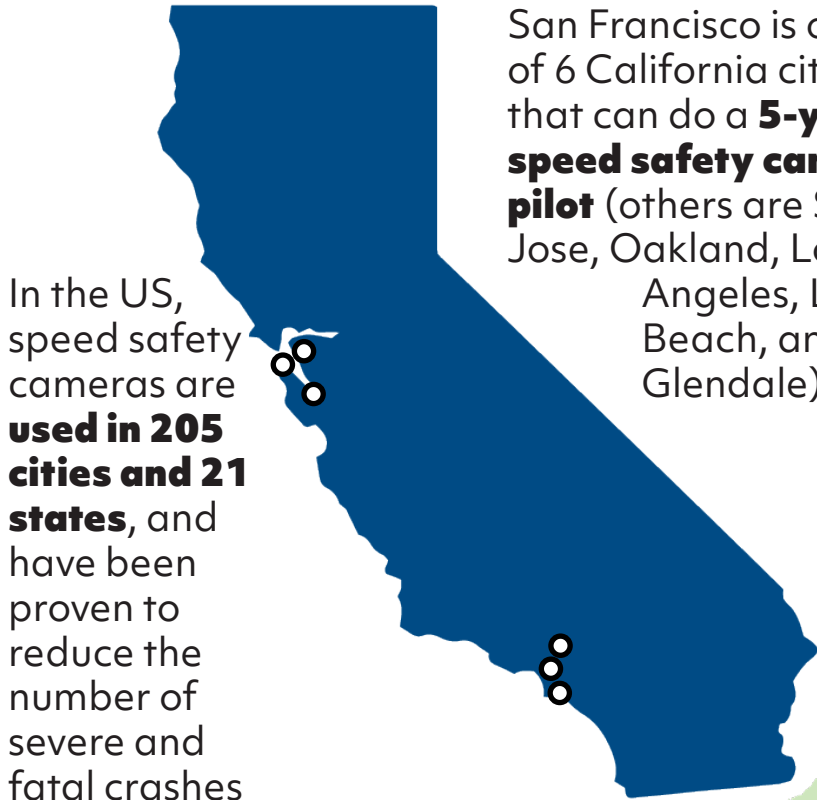 San Francisco is
of 6 California
that can do a
speed safety
pilot (others are
Jose, Oakland,
Angeles,
Beach,
Glendale)
In the US,
speed safety
cameras are
used in 205
cities and 21
states, and
have been
proven to
reduce the
number of
severe and
fatal crashes